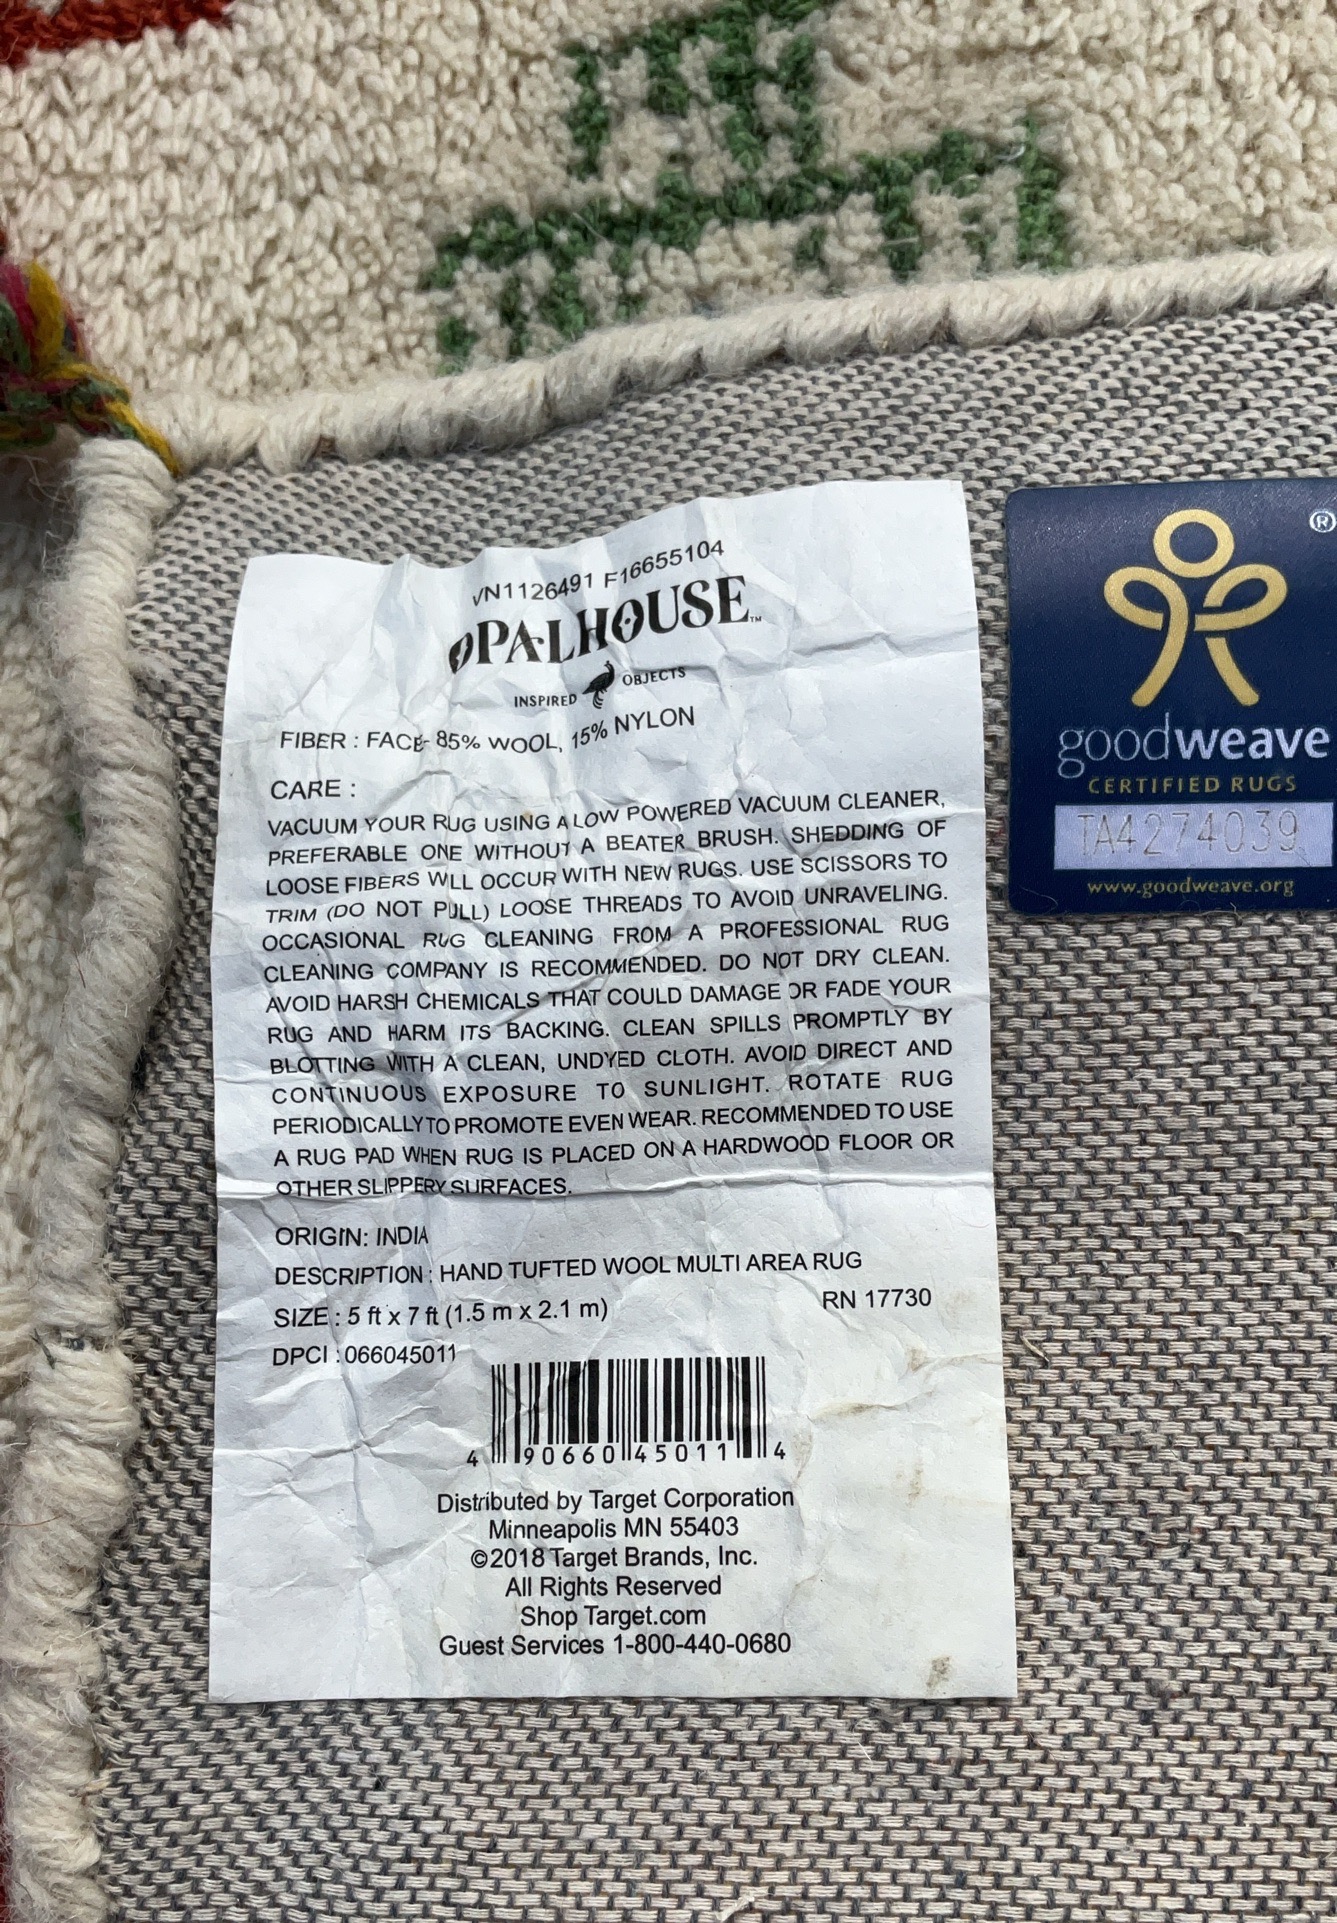 VN1126491 F16655104
OPALHOUSE™
INSPIRED OBJECTS
FIBER : FACE- 85% WOOL, 15% NYLON
CARE :
VACUUM YOUR RUG USING A LOW POWERED VACUUM CLEANER,
PREFERABLE ONE WITHOUT A BEATER BRUSH. SHEDDING OF
LOOSE FIBERS WLL OCCUR WITH NEW RUGS. USE SCISSORS TO
TRIM (DO NOT PULL) LOOSE THREADS TO AVOID UNRAVELING.
OCCASIONAL RUG CLEANING FROM A PROFESSIONAL RUG
CLEANING COMPANY IS RECOMMENDED. DO NOT DRY CLEAN.
AVOID HARSH CHEMICALS THAT COULD DAMAGE OR FADE YOUR
RUG AND HARM ITS BACKING. CLEAN SPILLS PROMPTLY BY
BLOTTING WITH A CLEAN, UNDYED CLOTH. AVOID DIRECT AND
CONTINUOUS EXPOSURE TO SUNLIGHT. ROTATE RUG
PERIODICALLY TO PROMOTE EVEN WEAR. RECOMMENDED TO USE
A RUG PAD WHEN RUG IS PLACED ON A HARDWOOD FLOOR OR
OTHER SLIPPERY SURFACES.
ORIGIN: INDIA
DESCRIPTION : HAND TUFTED WOOL MULTI AREA RUG
SIZE : 5 ft x 7 ft (1.5 m x 2.1 m)
RN 17730
DPCI : 066045011
4 90660 45011 4
Distributed by Target Corporation
Minneapolis MN 55403
©2018 Target Brands, Inc.
All Rights Reserved
Shop Target.com
Guest Services 1-800-440-0680
®
goodweave
CERTIFIED RUGS
TA4274039
www.goodweave.org